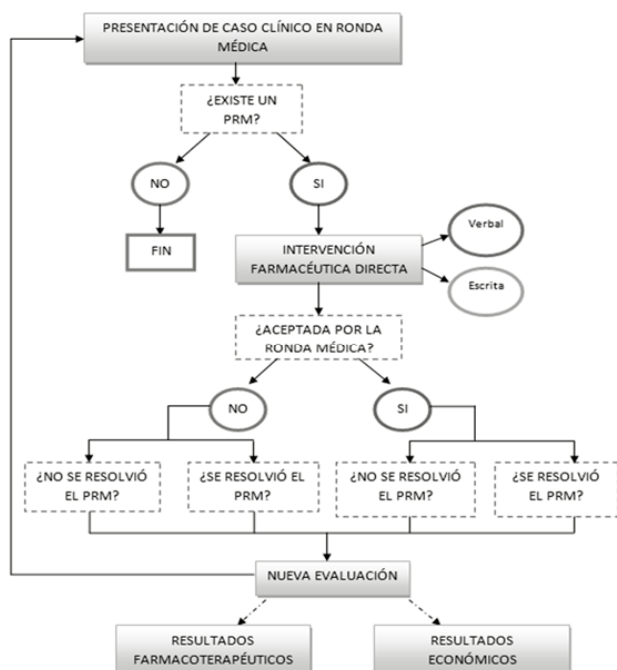 PRESENTACIÓN DE CASO CLÍNICO EN RONDA
MÉDICA
¿EXISTE UN
PRM?
NO
SI
FIN
INTERVENCIÓN
FARMACÉUTICA DIRECTA
Verbal
Escrita
¿ACEPTADA POR LA
RONDA MÉDICA?
NO
SI
¿NO SE RESOLVIÓ
EL PRM?
¿SE RESOLVIÓ EL
PRM?
¿NO SE RESOLVIÓ
EL PRM?
¿SE RESOLVIÓ
EL PRM?
NUEVA EVALUACIÓN
RESULTADOS
FARMACOTERAPÉUTICOS
RESULTADOS
ECONÓMICOS